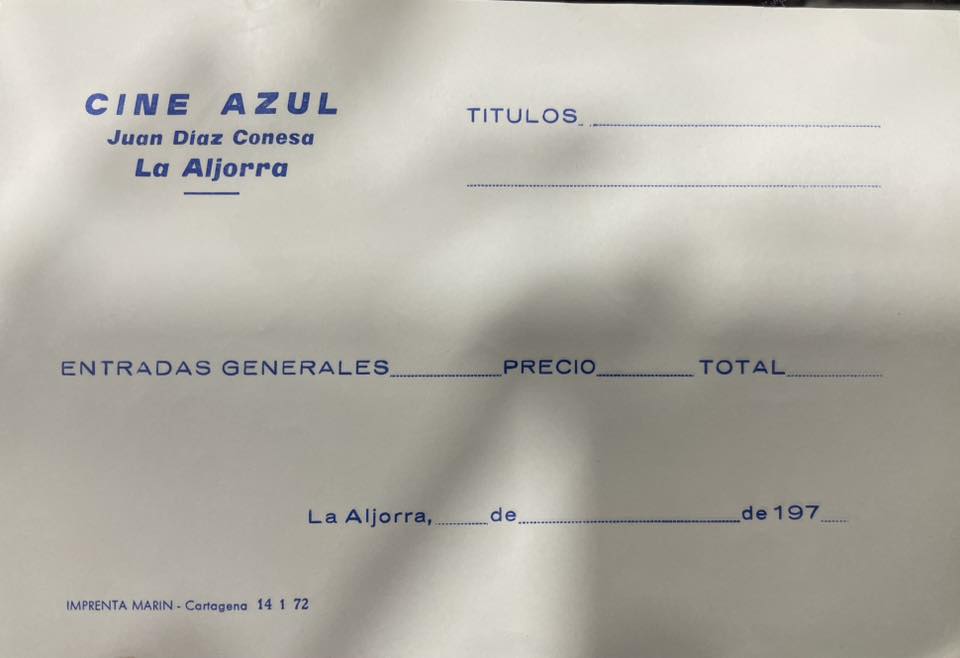 CINE AZUL
Juan Díaz Conesa
La Aljorra
TITULOS
ENTRADAS GENERALES PRECIO TOTAL
La Aljorra, de de 197
IMPRENTA MARIN - Cartagena 14 1 72